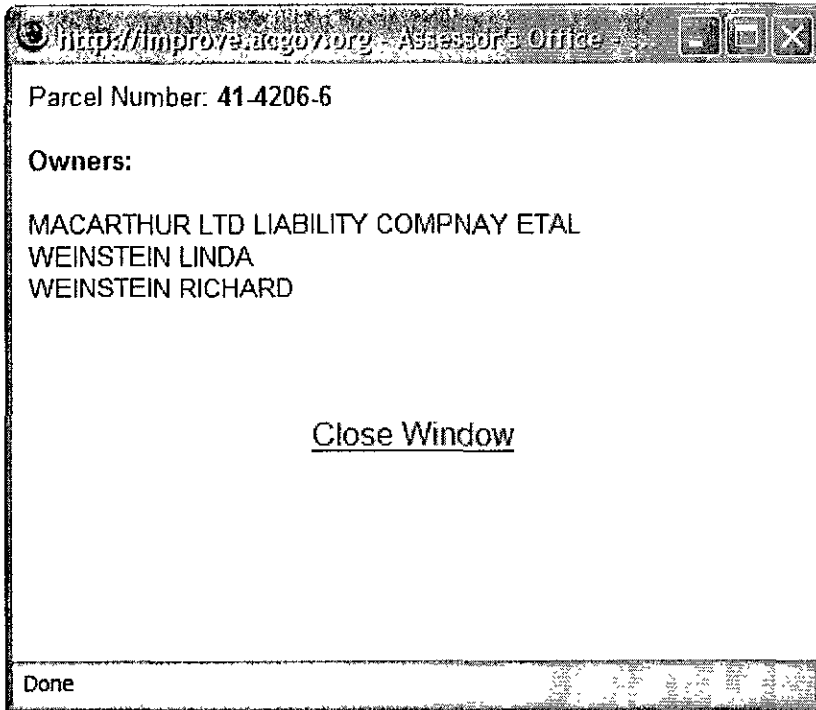 http://improve.acgov.org - Assessor's Office -
Parcel Number: 41-4206-6
Owners:
MACARTHUR LTD LIABILITY COMPNAY ETAL
WEINSTEIN LINDA
WEINSTEIN RICHARD
Close Window
Done